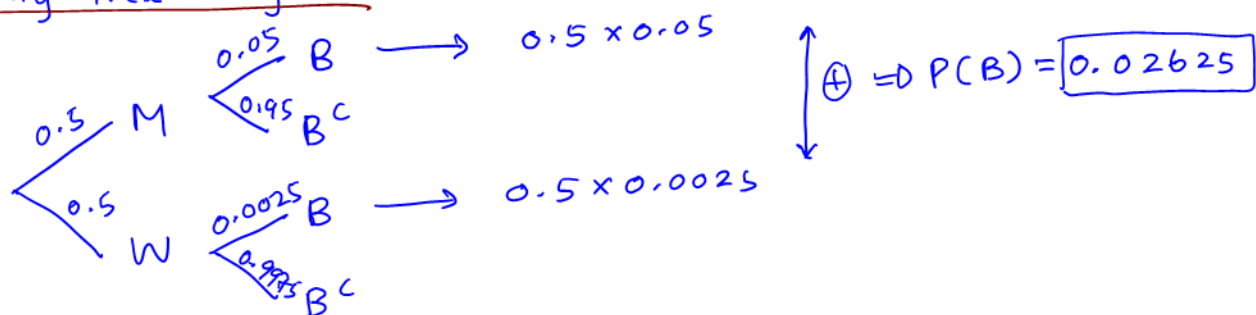 0.05 B → 0.5 × 0.05
⊕ ⇒ P(B) = 0.02625
0.5 M 0.95 B^c
0.5 W 0.0025 B → 0.5 × 0.0025
0.9975 B^c